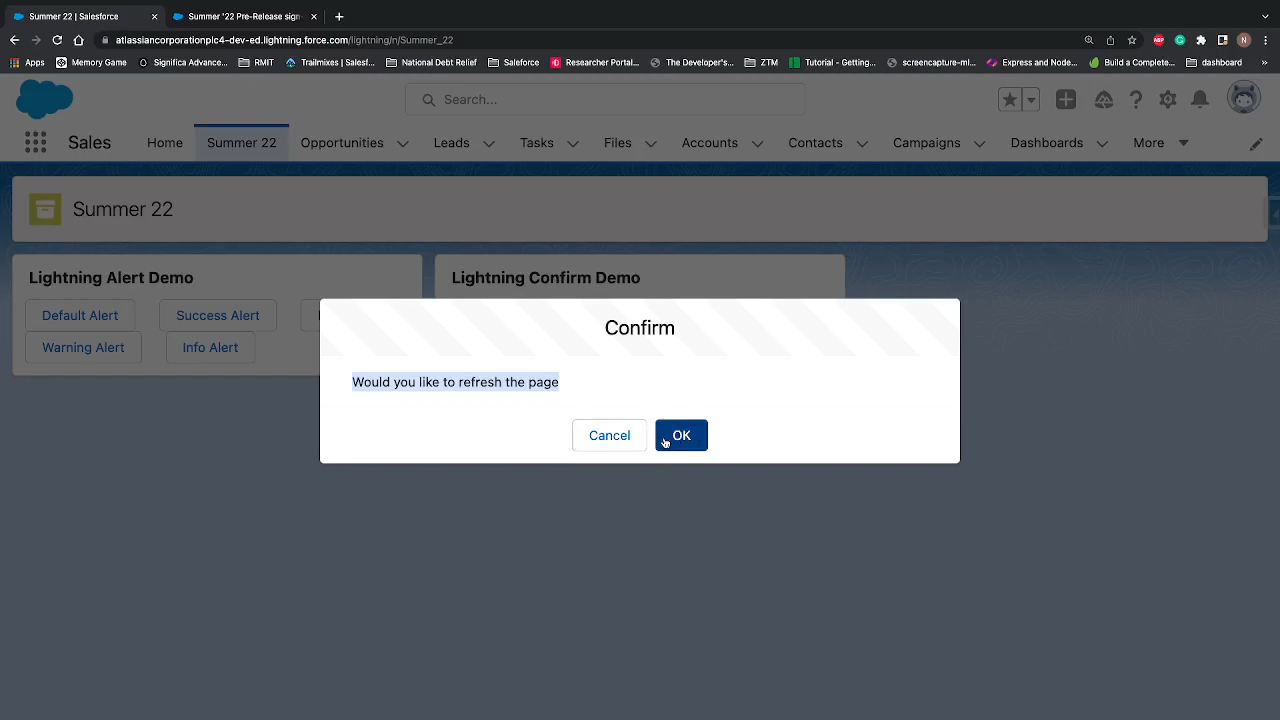 Summer 22 | Salesforce
Summer '22 Pre-Release sign
atlassiancorporationplc4-dev-ed.lightning.force.com/lightning/n/Summer_22
N
Apps
Memory Game
Significa Advance...
RMIT
Trailmixes | Salesf...
National Debt Relief
Salesforce
Researcher Portal...
The Developer's...
ZTM
Tutorial - Getting...
screencapture-ml...
Express and Node...
Build a Complete...
dashboard
Search...
Sales
Home
Summer 22
Opportunities
Leads
Tasks
Files
Accounts
Contacts
Campaigns
Dashboards
More
Summer 22
Lightning Alert Demo
Lightning Confirm Demo
Default Alert
Success Alert
Warning Alert
Info Alert
Confirm
Would you like to refresh the page
Cancel
OK